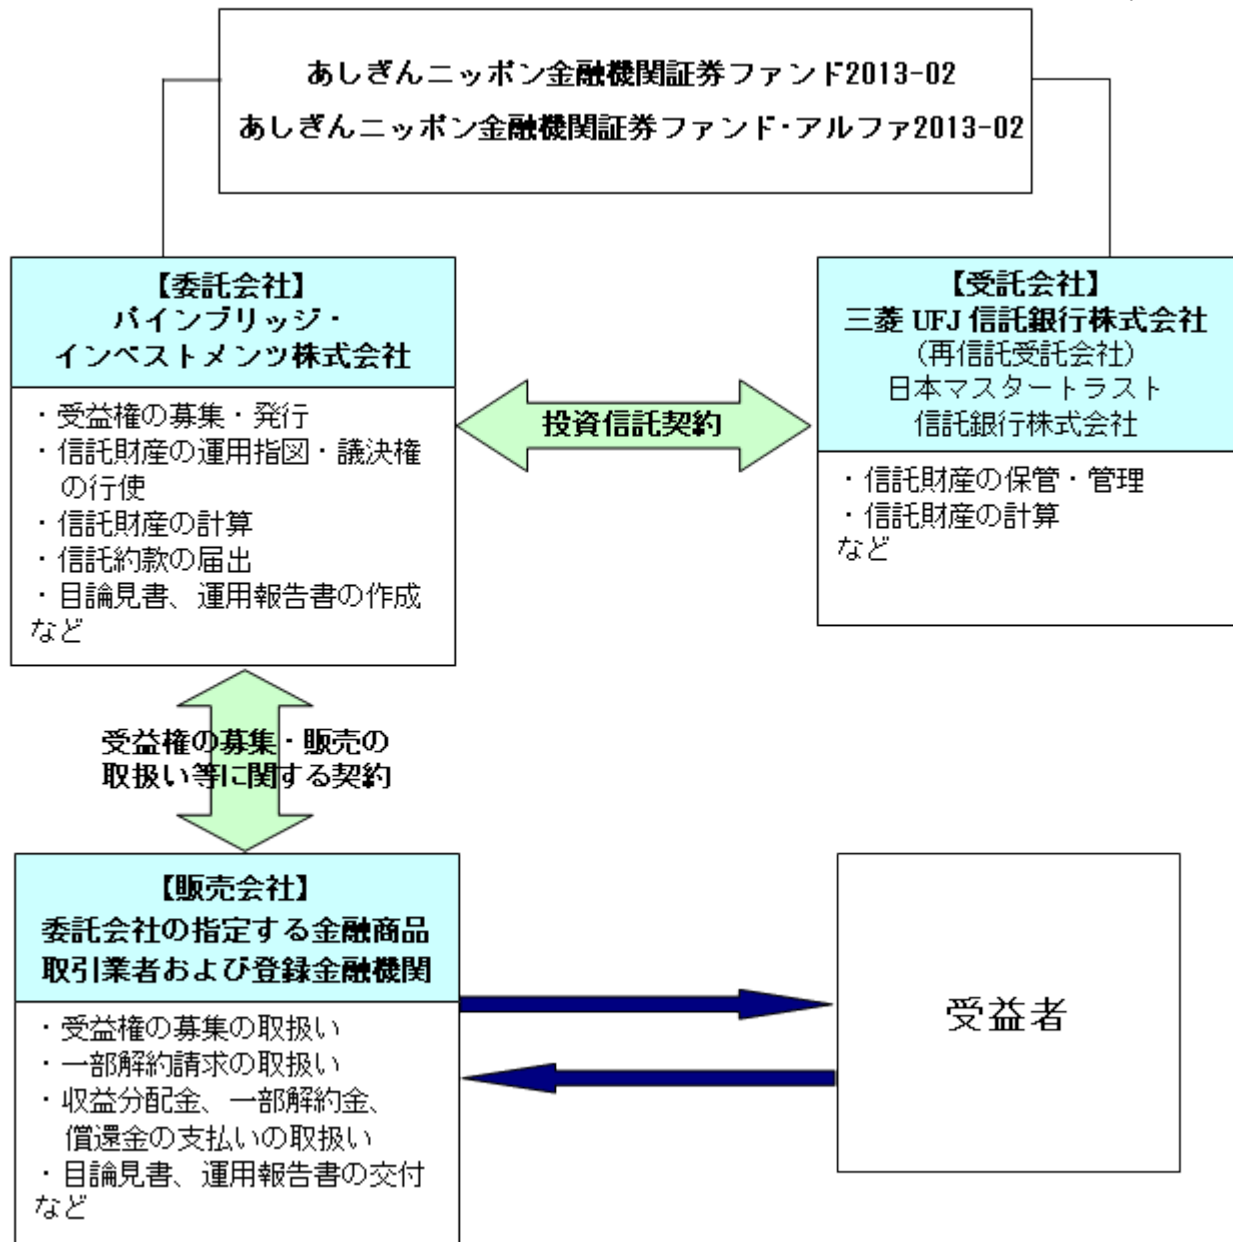 あしぎんニッポン金融機関証券ファンド2013-02
あしぎんニッポン金融機関証券ファンド・アルファ2013-02
【委託会社】
パインブリッジ・
インベストメンツ株式会社
・受益権の募集・発行
・信託財産の運用指図・議決権
の行使
・信託財産の計算
・信託約款の届出
・目論見書、運用報告書の作成
など
投資信託契約
【受託会社】
三菱 UFJ 信託銀行株式会社
（再信託受託会社）
日本マスタートラスト
信託銀行株式会社
・信託財産の保管・管理
・信託財産の計算
など
受益権の募集・販売の
取扱い等に関する契約
【販売会社】
委託会社の指定する金融商品
取引業者および登録金融機関
・受益権の募集の取扱い
・一部解約請求の取扱い
・収益分配金、一部解約金、
償還金の支払いの取扱い
・目論見書、運用報告書の交付
など
受益者